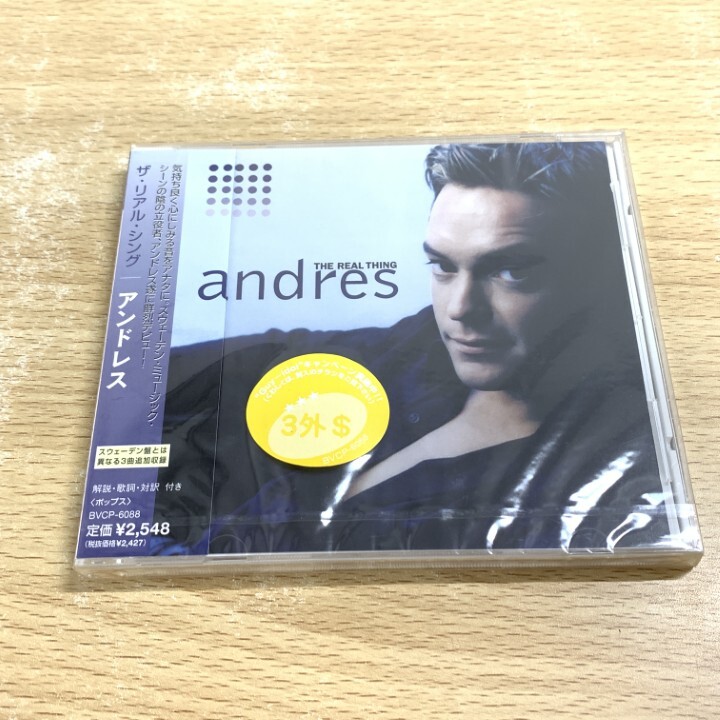 気持ち良く心にしみる音をアナタに。スウェーデン・ミュージック・
シーンの陰の立役者、アンドレス遂に鮮烈デビュー!
ザ・リアル・シング
アンドレス
スウェーデン盤とは
異なる3曲追加収録
解説・歌詞・対訳 付き
〈ポップス〉
BVCP-6088
定価¥2,548
(税抜価格¥2,427)
THE REAL THING
andres
3外$
BVCP-6088